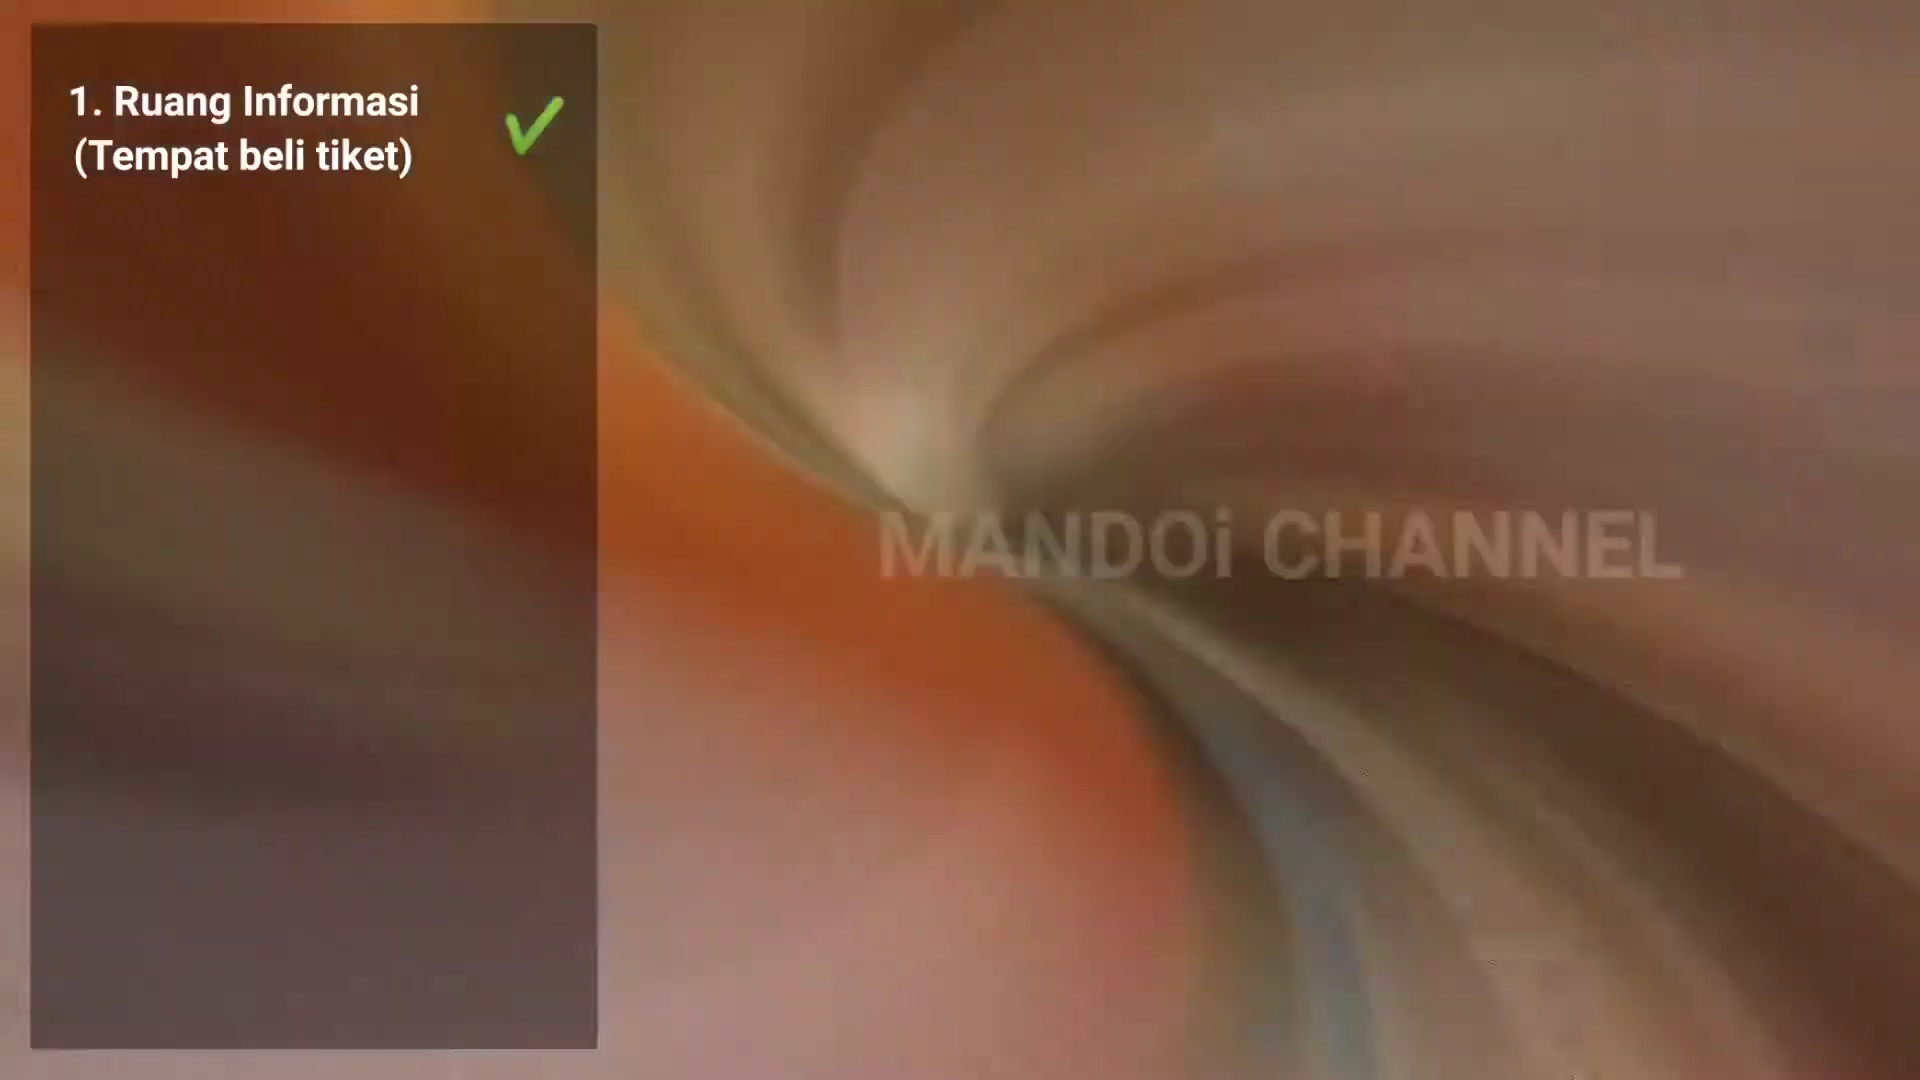 1. Ruang Informasi
(Tempat beli tiket)
MANDOi CHANNEL